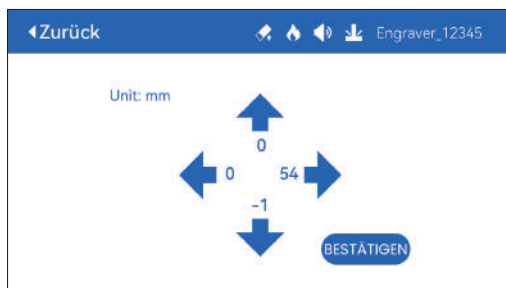 Zurück
Engraver_12345
Unit: mm
0
0 54
-1
BESTÄTIGEN